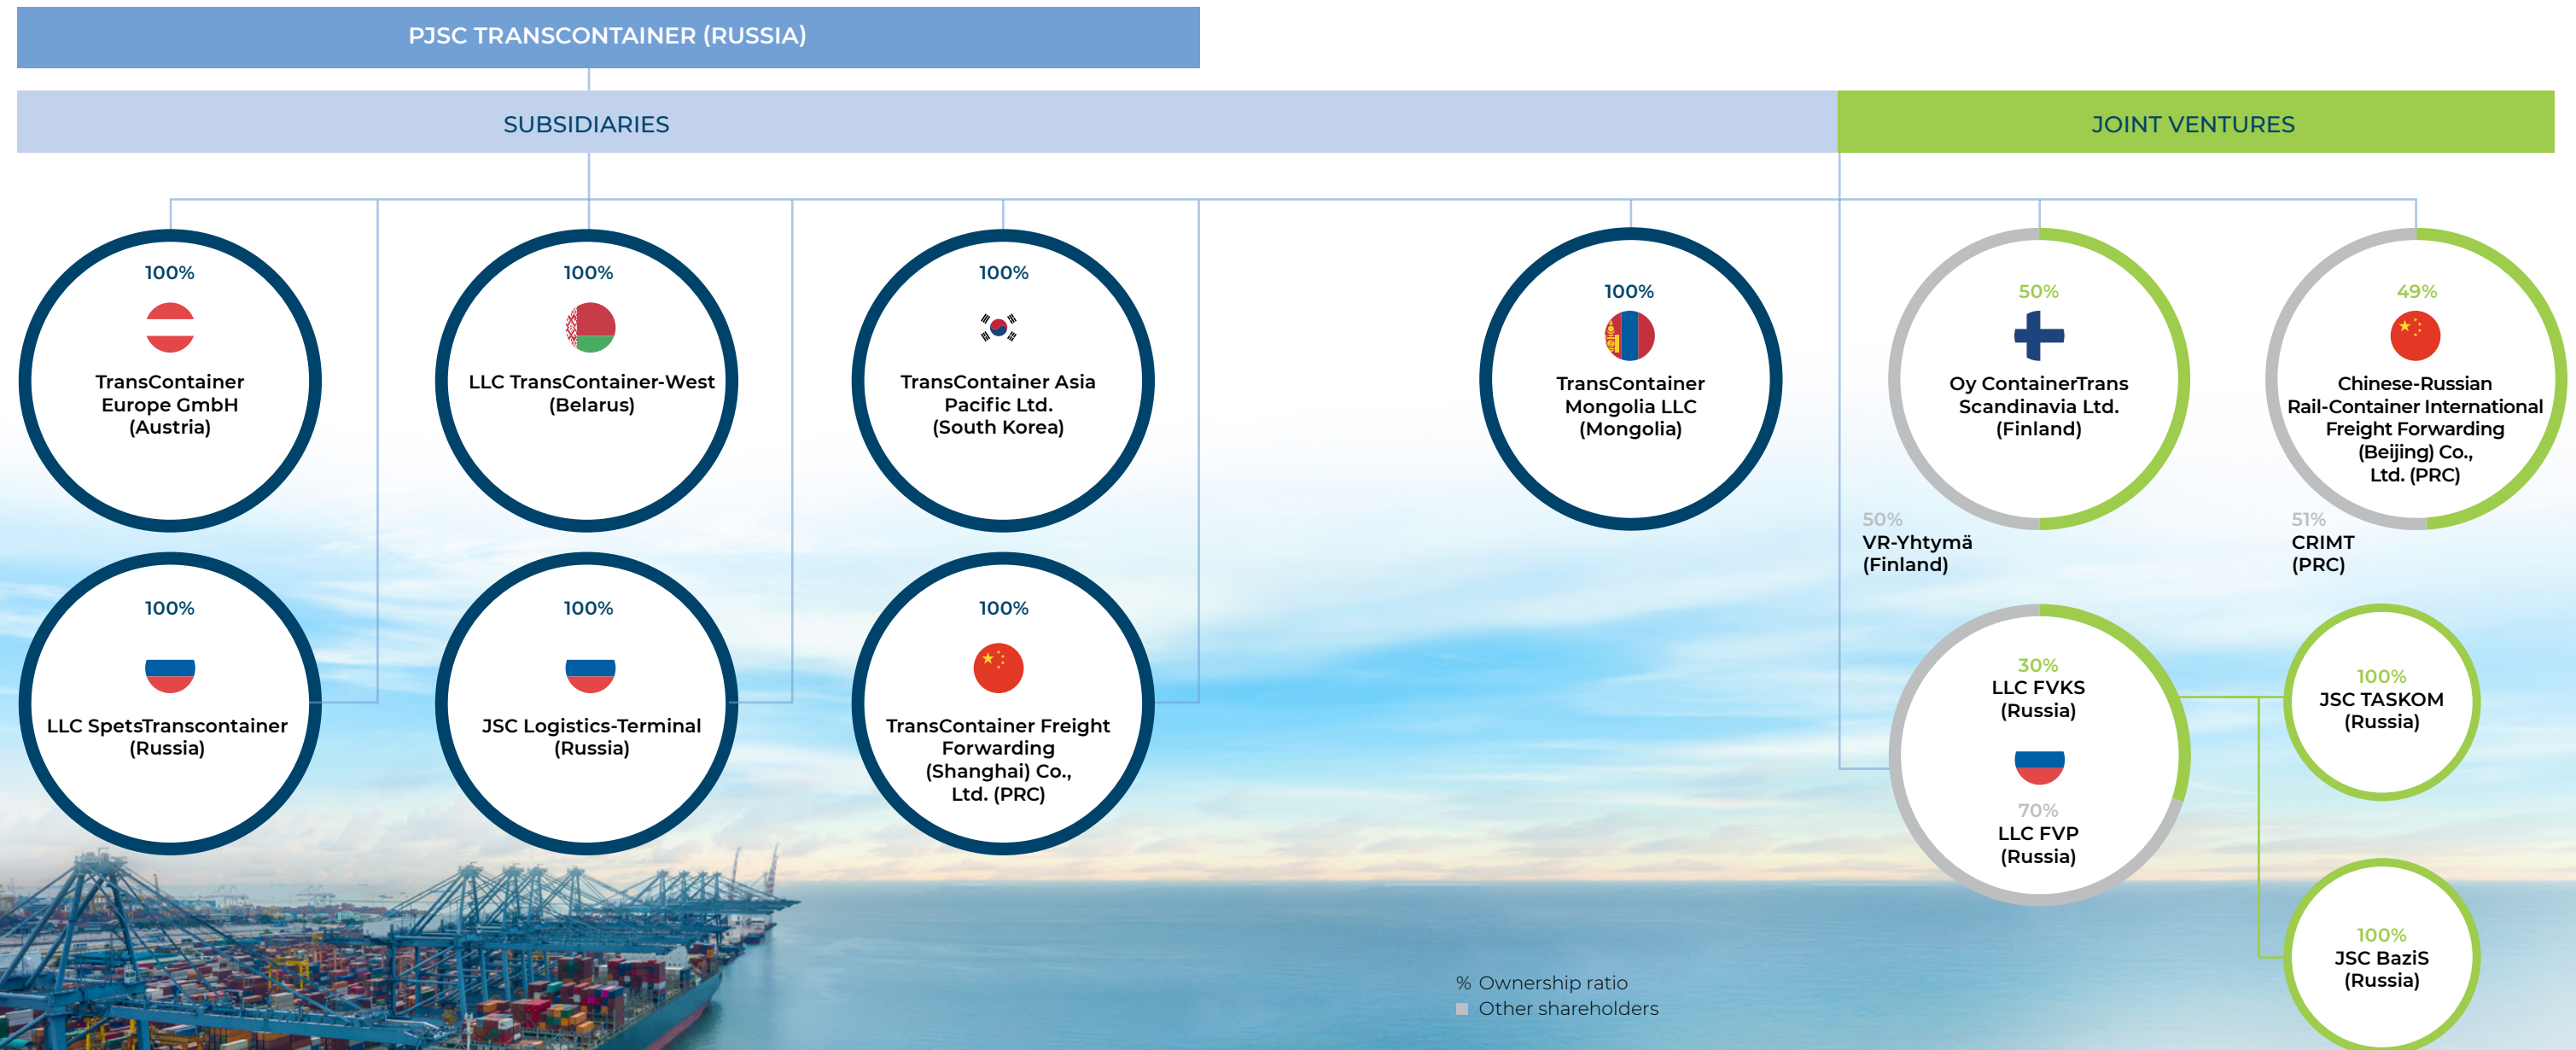 PJSC TRANSCONTAINER (RUSSIA)
SUBSIDIARIES
JOINT VENTURES
100%
TransContainer
Europe GmbH
(Austria)
100%
LLC TransContainer-West
(Belarus)
100%
TransContainer Asia
Pacific Ltd.
(South Korea)
100%
TransContainer
Mongolia LLC
(Mongolia)
50%
Oy ContainerTrans
Scandinavia Ltd.
(Finland)
50%
VR-Yhtymä
(Finland)
49%
Chinese-Russian
Rail-Container International
Freight Forwarding
(Beijing) Co.,
Ltd. (PRC)
51%
CRIMT
(PRC)
100%
LLC SpetsTranscontainer
(Russia)
100%
JSC Logistics-Terminal
(Russia)
100%
TransContainer Freight
Forwarding
(Shanghai) Co.,
Ltd. (PRC)
30%
LLC FVKS
(Russia)
70%
LLC FVP
(Russia)
100%
JSC TASKOM
(Russia)
100%
JSC BaziS
(Russia)
% Ownership ratio
Other shareholders